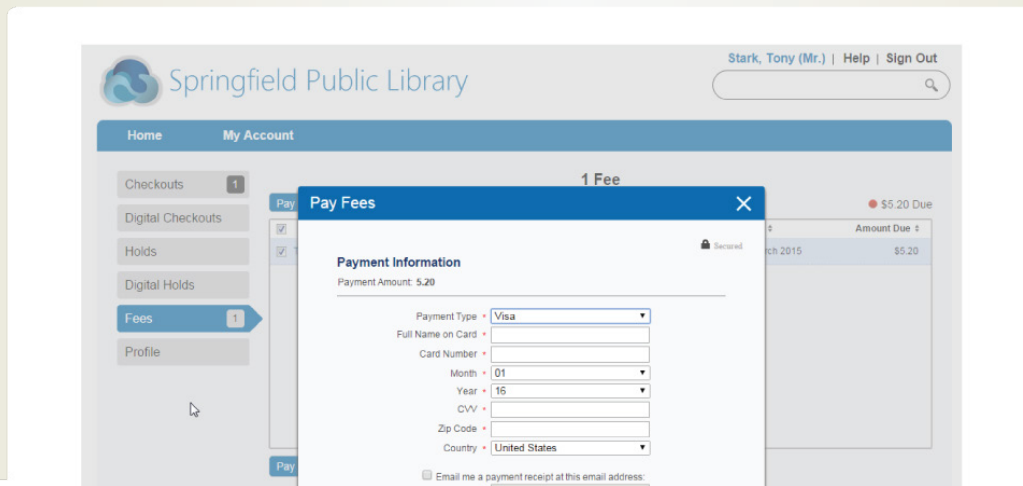 Stark, Tony (Mr.) | Help | Sign Out
Springfield Public Library
Home My Account
Checkouts 1
Digital Checkouts
Holds
Digital Holds
Fees 1
Profile
1 Fee
Pay
$5.20 Due
Amount Due
T
rch 2015 $5.20
Pay Fees
Secured
Payment Information
Payment Amount: 5.20
Payment Type * Visa
Full Name on Card *
Card Number *
Month * 01
Year * 16
CVV *
Zip Code *
Country * United States
Email me a payment receipt at this email address:
Pay